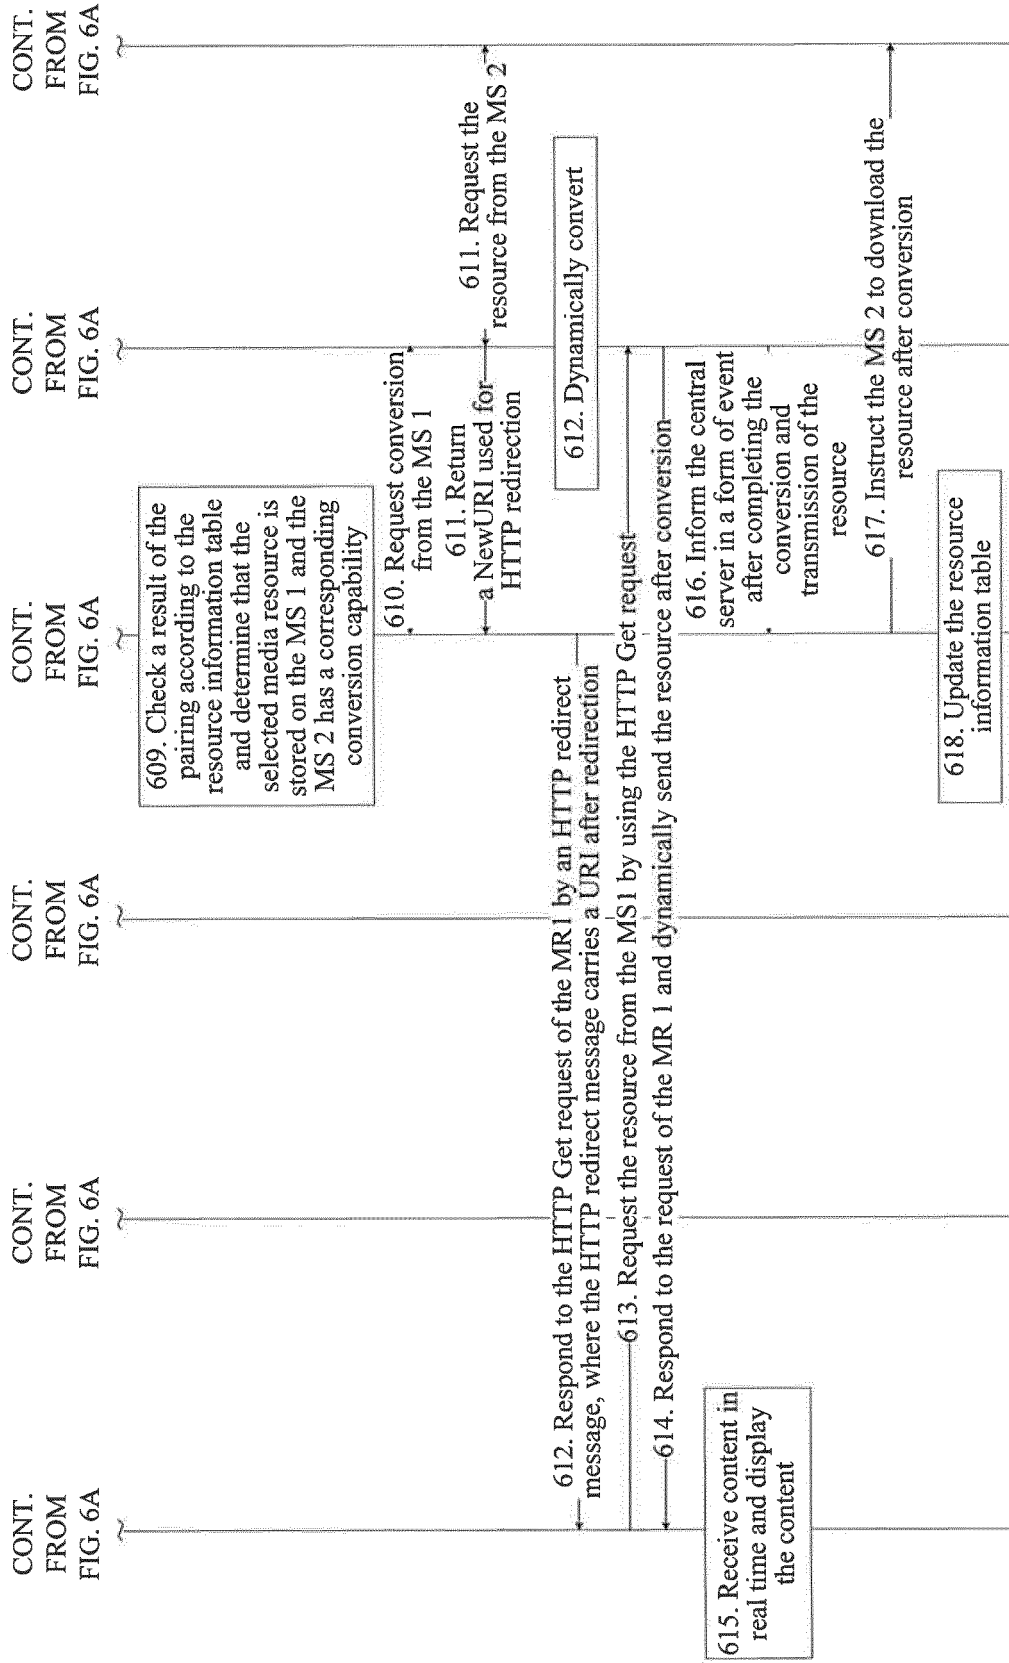 CONT.
FROM
FIG. 6A
CONT.
FROM
FIG. 6A
CONT.
FROM
FIG. 6A
CONT.
FROM
FIG. 6A
CONT.
FROM
FIG. 6A
CONT.
FROM
FIG. 6A
609. Check a result of the
pairing according to the
resource information table
and determine that the
selected media resource is
stored on the MS 1 and the
MS 2 has a corresponding
conversion capability
610. Request conversion
from the MS 1
611. Return
a NewURI used for
HTTP redirection
611. Request the
resource from the MS 2
612. Dynamically convert
612. Respond to the HTTP Get request of the MR1 by an HTTP redirect
message, where the HTTP redirect message carries a URI after redirection
613. Request the resource from the MS1 by using the HTTP Get request
614. Respond to the request of the MR 1 and dynamically send the resource after conversion
615. Receive content in
real time and display
the content
616. Inform the central
server in a form of event
after completing the
conversion and
transmission of the
resource
617. Instruct the MS 2 to download the
resource after conversion
618. Update the resource
information table